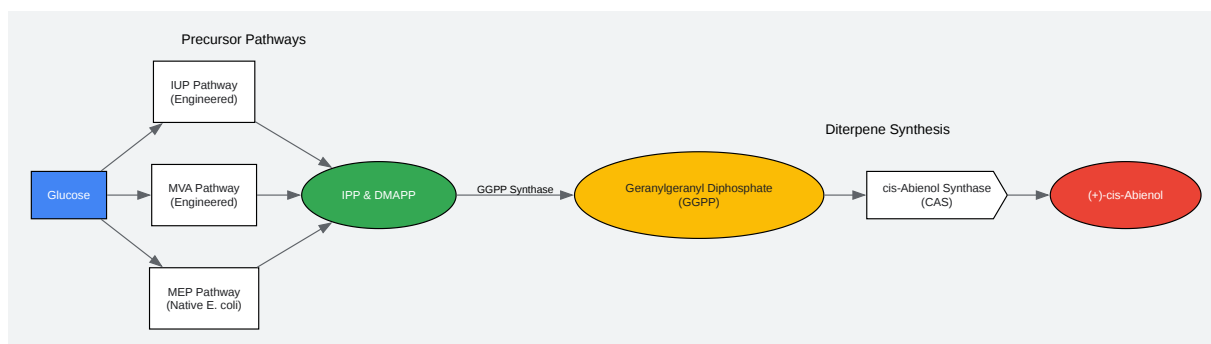 Precursor Pathways
IUP Pathway
(Engineered)
Diterpene Synthesis
Glucose
MVA Pathway
(Engineered)
IPP & DMAPP
GGPP Synthase
Geranylgeranyl Diphosphate
(GGPP)
cis-Abienol Synthase
(CAS)
(+)-cis-Abienol
MEP Pathway
(Native E. coli)